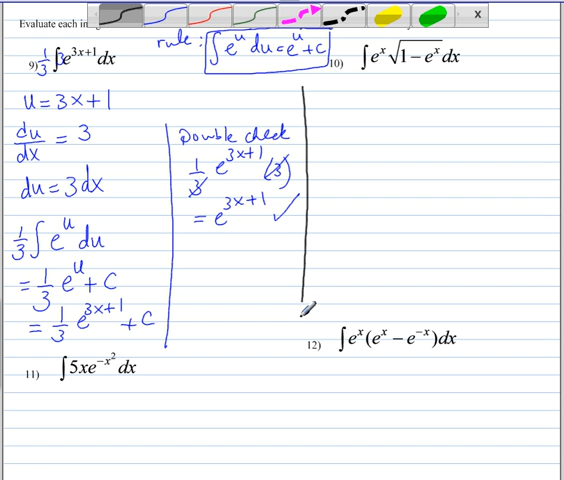 Evaluate each in
rule: ∫e^u du = e^u + C
9) 1/3 ∫3e^{3x+1}dx
u = 3x+1
du/dx = 3
du = 3dx
1/3 ∫ e^u du
= 1/3 e^u + C
= 1/3 e^{3x+1} + C
Double check
1/3 e^{3x+1} (3)
= e^{3x+1} ✓
10) ∫e^x √(1 − e^x) dx
11) ∫5xe^{−x^2} dx
12) ∫e^x(e^x − e^{−x})dx
X